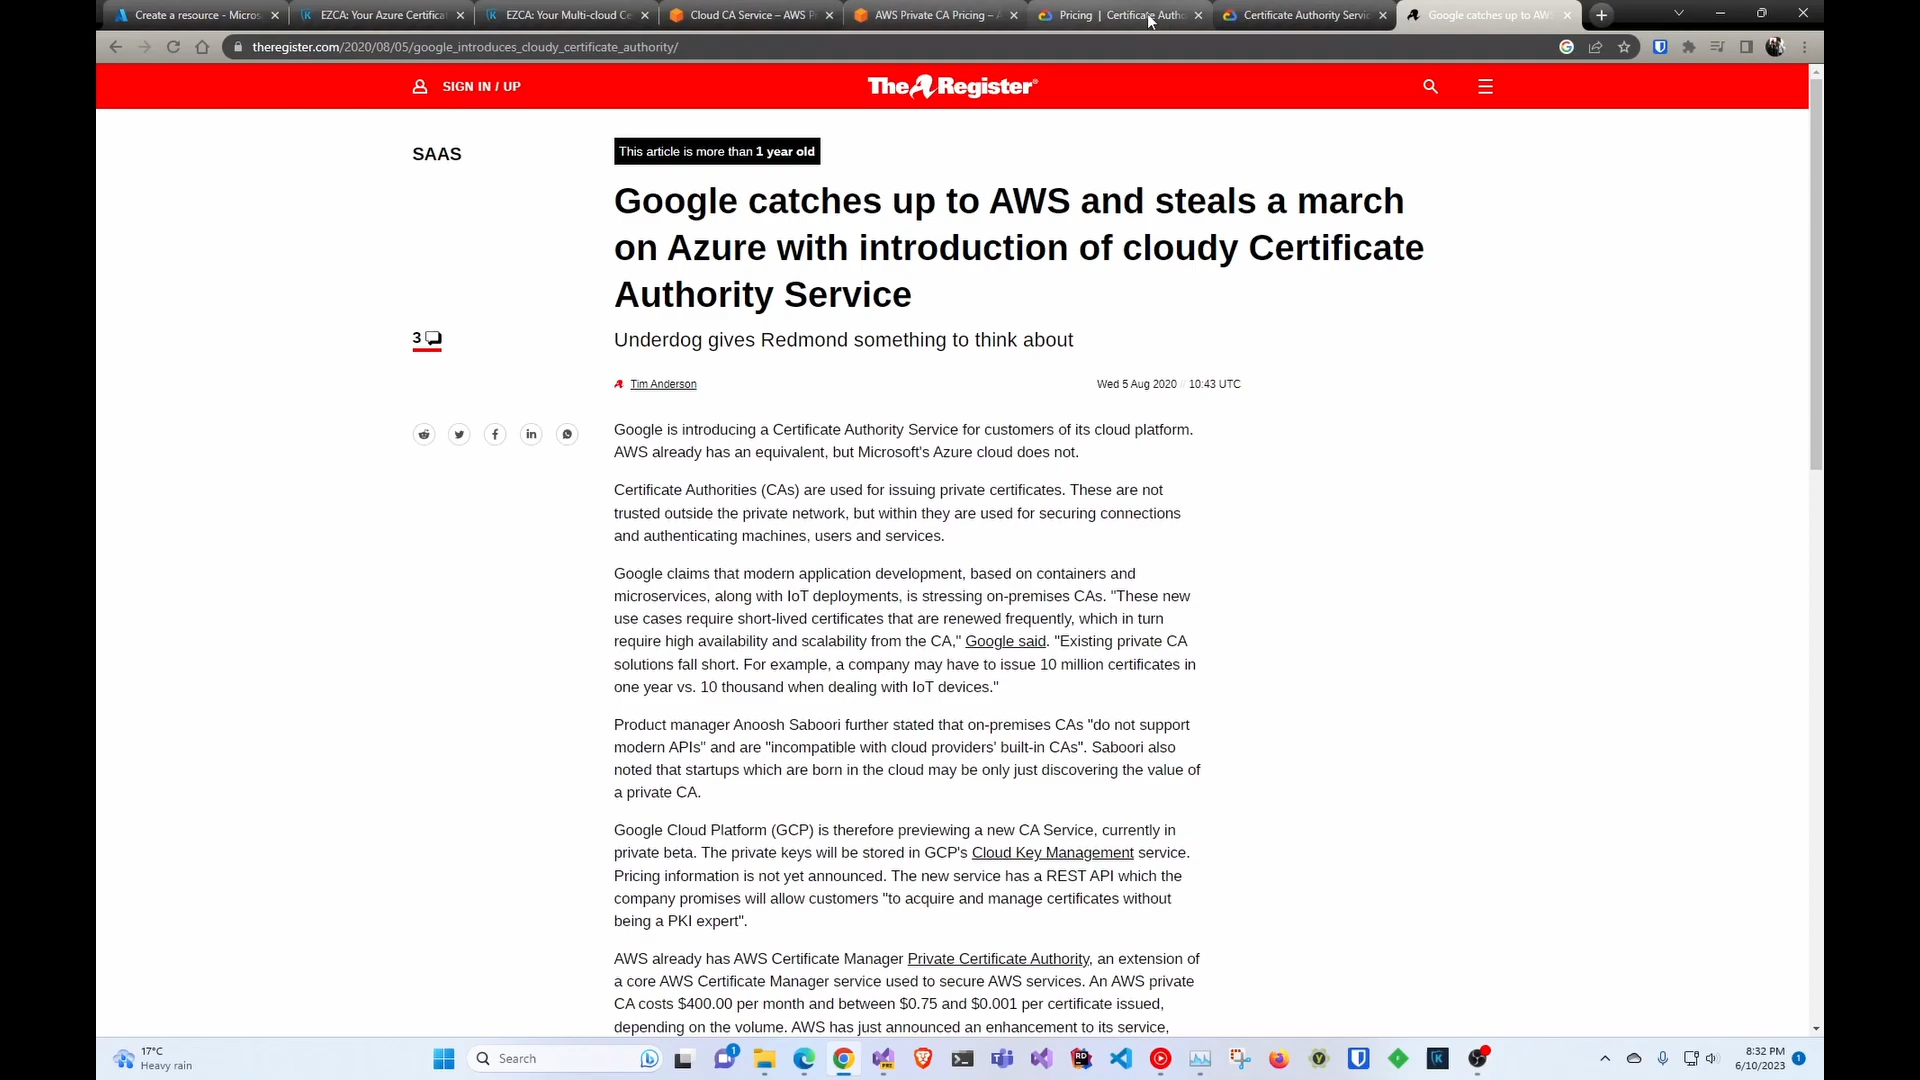 Create a resource - Micros
EZCA: Your Azure Certifica
EZCA: Your Multi-cloud Ce
Cloud CA Service – AWS P
AWS Private CA Pricing –
Pricing | Certificate Autho
Certificate Authority Servic
Google catches up to AW
theregister.com/2020/08/05/google_introduces_cloudy_certificate_authority/
SIGN IN / UP
The Register®
SAAS
This article is more than 1 year old
Google catches up to AWS and steals a march
on Azure with introduction of cloudy Certificate
Authority Service
3
Underdog gives Redmond something to think about
Tim Anderson
Wed 5 Aug 2020 // 10:43 UTC
Google is introducing a Certificate Authority Service for customers of its cloud platform.
AWS already has an equivalent, but Microsoft's Azure cloud does not.
Certificate Authorities (CAs) are used for issuing private certificates. These are not
trusted outside the private network, but within they are used for securing connections
and authenticating machines, users and services.
Google claims that modern application development, based on containers and
microservices, along with IoT deployments, is stressing on-premises CAs. "These new
use cases require short-lived certificates that are renewed frequently, which in turn
require high availability and scalability from the CA," Google said. "Existing private CA
solutions fall short. For example, a company may have to issue 10 million certificates in
one year vs. 10 thousand when dealing with IoT devices."
Product manager Anoosh Saboori further stated that on-premises CAs "do not support
modern APIs" and are "incompatible with cloud providers' built-in CAs". Saboori also
noted that startups which are born in the cloud may be only just discovering the value of
a private CA.
Google Cloud Platform (GCP) is therefore previewing a new CA Service, currently in
private beta. The private keys will be stored in GCP's Cloud Key Management service.
Pricing information is not yet announced. The new service has a REST API which the
company promises will allow customers "to acquire and manage certificates without
being a PKI expert".
AWS already has AWS Certificate Manager Private Certificate Authority, an extension of
a core AWS Certificate Manager service used to secure AWS services. An AWS private
CA costs $400.00 per month and between $0.75 and $0.001 per certificate issued,
depending on the volume. AWS has just announced an enhancement to its service,
17°C
Heavy rain
Search
1
8:32 PM
6/10/2023
1